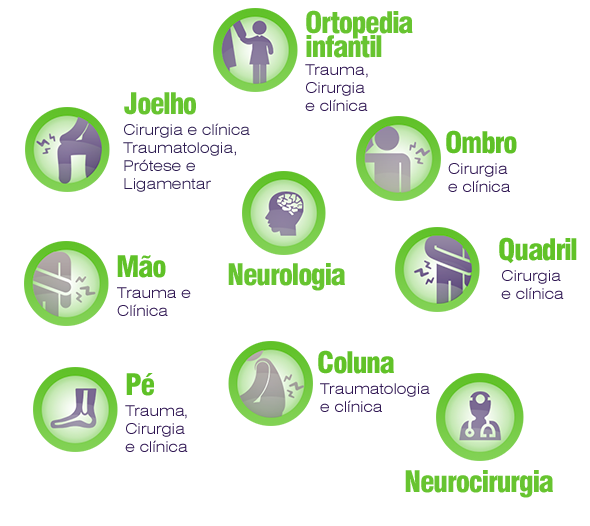 Ortopedia
infantil
Trauma,
Cirurgia
e clínica
Joelho
Cirurgia e clínica
Traumatologia,
Prótese e
Ligamentar
Ombro
Cirurgia
e clínica
Neurologia
Mão
Trauma e
Clínica
Quadril
Cirurgia
e clínica
Pé
Trauma,
Cirurgia
e clínica
Coluna
Traumatologia
e clínica
Neurocirurgia